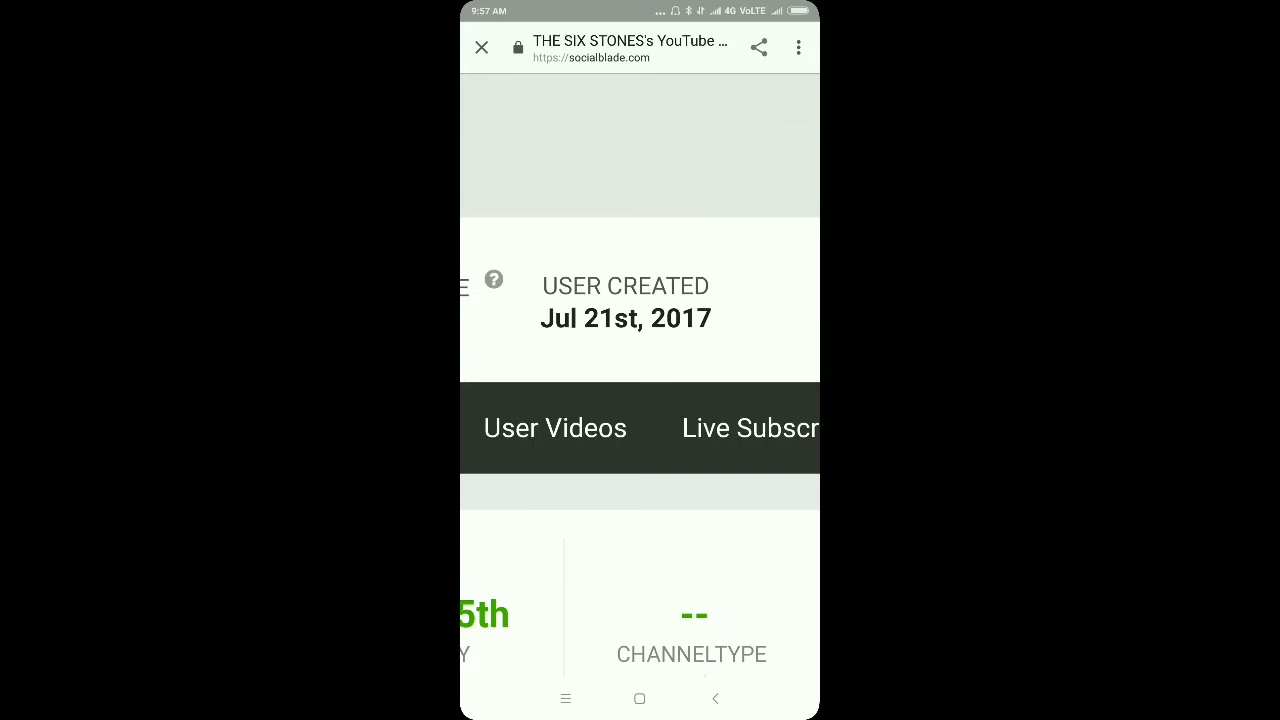 9:57 AM
4G VoLTE
THE SIX STONES's YouTube ...
https://socialblade.com
E
?
USER CREATED
Jul 21st, 2017
User Videos
Live Subscr
5th
--
Y
CHANNELTYPE